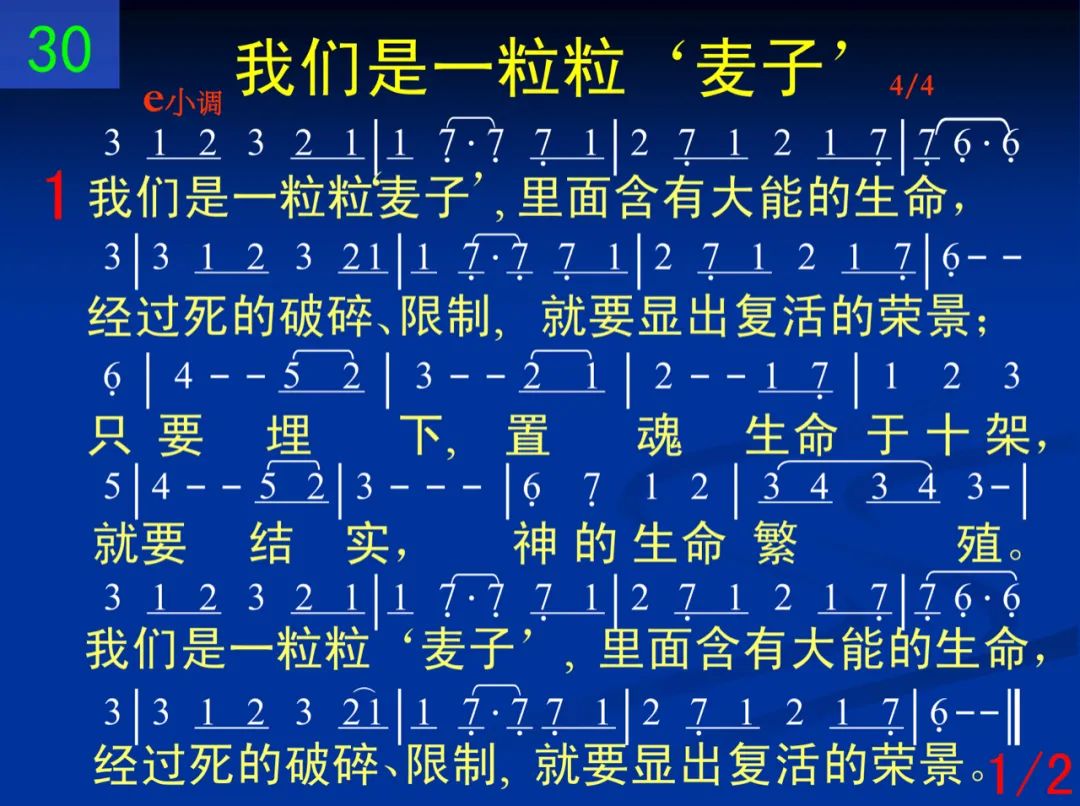 30
我们是一粒粒‘麦子’
e小调 4/4
3 1 2 3 2 1|1 7·7 7 1|2 7 1 2 1 7|7 6·6
1 我们是一粒粒‘麦子’,里面含有大能的生命,
3|3 1 2 3 21|1 7·7 7 1|2 7 1 2 1 7|6--
经过死的破碎、限制, 就要显出复活的荣景;
6|4--5 2|3--2 1|2--1 7|1 2 3
只要埋下, 置魂生命于十架,
5|4--5 2|3---|6 7 1 2|3 4 3 4 3-|
就要结实, 神的生命繁殖。
3 1 2 3 2 1|1 7·7 7 1|2 7 1 2 1 7|7 6·6
我们是一粒粒‘麦子’,里面含有大能的生命,
3|3 1 2 3 21|1 7·7 7 1|2 7 1 2 1 7|6--‖
经过死的破碎、限制, 就要显出复活的荣景。
1/2